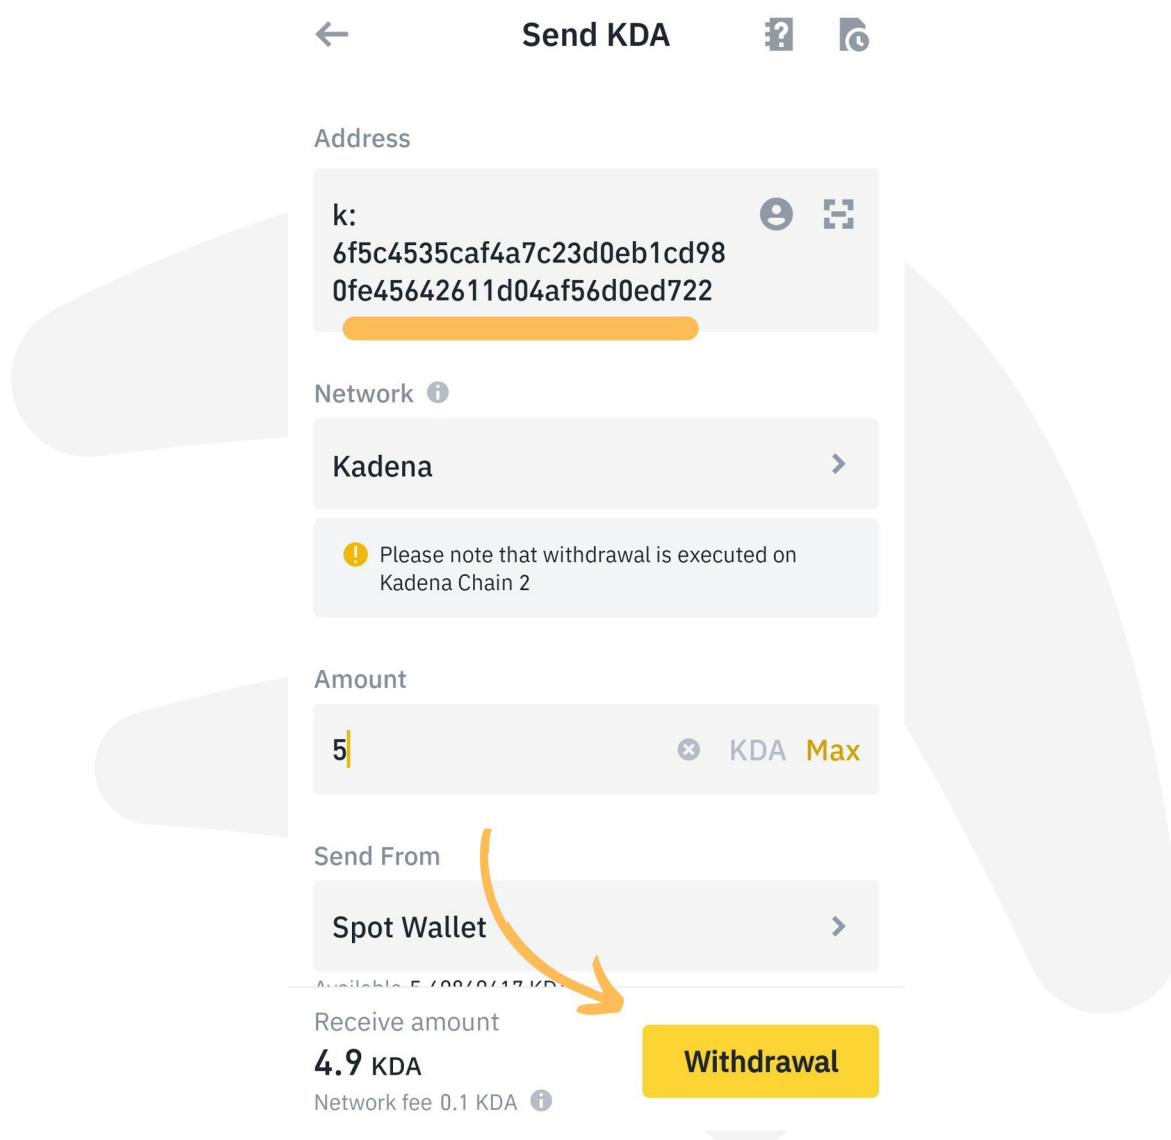 Send KDA
Address
k:
6f5c4535caf4a7c23d0eb1cd98
0fe45642611d04af56d0ed722
Network
Kadena
Please note that withdrawal is executed on
Kadena Chain 2
Amount
5 KDA Max
Send From
Spot Wallet
Available
Receive amount
4.9 KDA
Network fee 0.1 KDA
Withdrawal